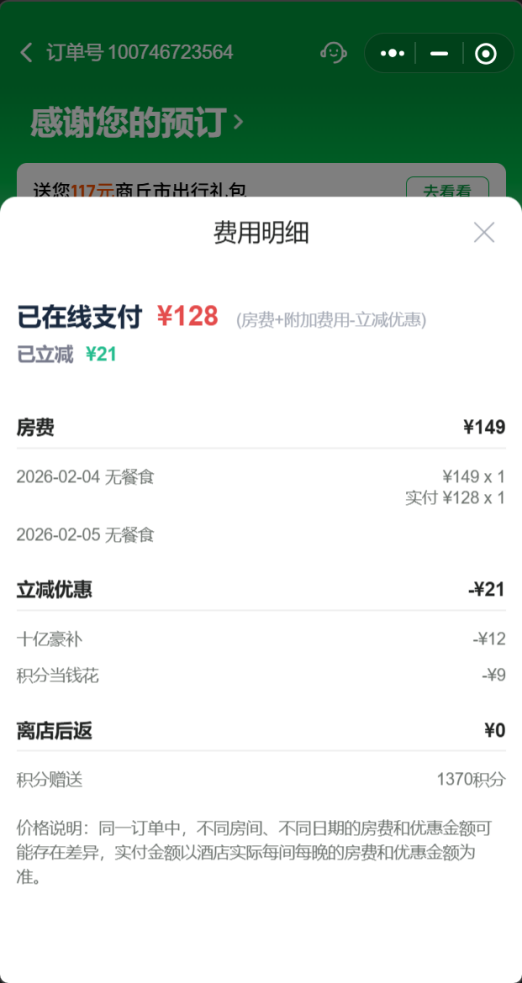 订单号 100746723564
感谢您的预订
送您117元商丘市出行礼包
去看看
费用明细
已在线支付 ¥128 (房费+附加费用-立减优惠)
已立减 ¥21
房费 ¥149
2026-02-04 无餐食 ¥149 x 1
实付 ¥128 x 1
2026-02-05 无餐食
立减优惠 -¥21
十亿豪补 -¥12
积分当钱花 -¥9
离店后返 ¥0
积分赠送 1370积分
价格说明：同一订单中，不同房间、不同日期的房费和优惠金额可
能存在差异，实付金额以酒店实际每间每晚的房费和优惠金额为
准。